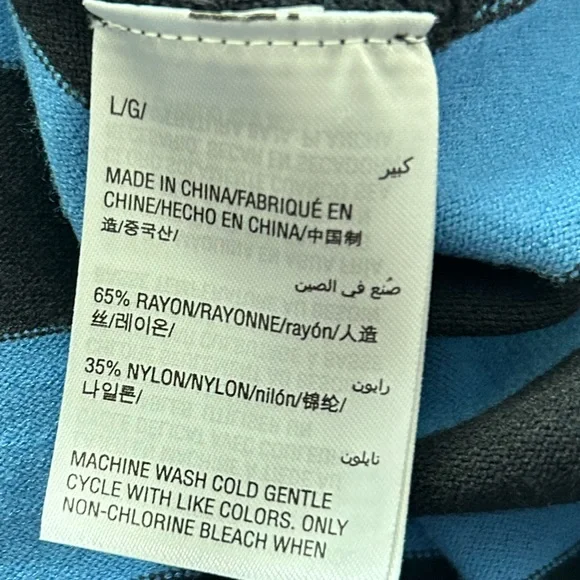 L/G/
كبير
MADE IN CHINA/FABRIQUÉ EN
CHINE/HECHO EN CHINA/中国制
造/중국산/
صُنع في الصين
65% RAYON/RAYONNE/rayón/人造
丝/레이온/
رايون
35% NYLON/NYLON/nilón/锦纶/
나일론/
نايلون
MACHINE WASH COLD GENTLE
CYCLE WITH LIKE COLORS. ONLY
NON-CHLORINE BLEACH WHEN